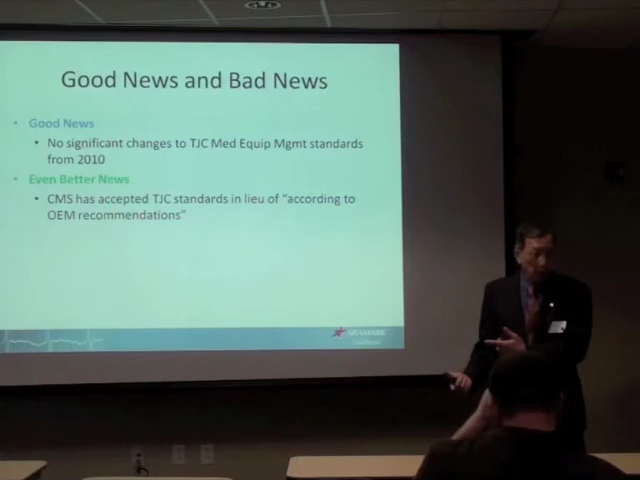 Good News and Bad News
• Good News
• No significant changes to TJC Med Equip Mgmt standards
from 2010
• Even Better News
• CMS has accepted TJC standards in lieu of "according to
OEM recommendations"
ARAMARK